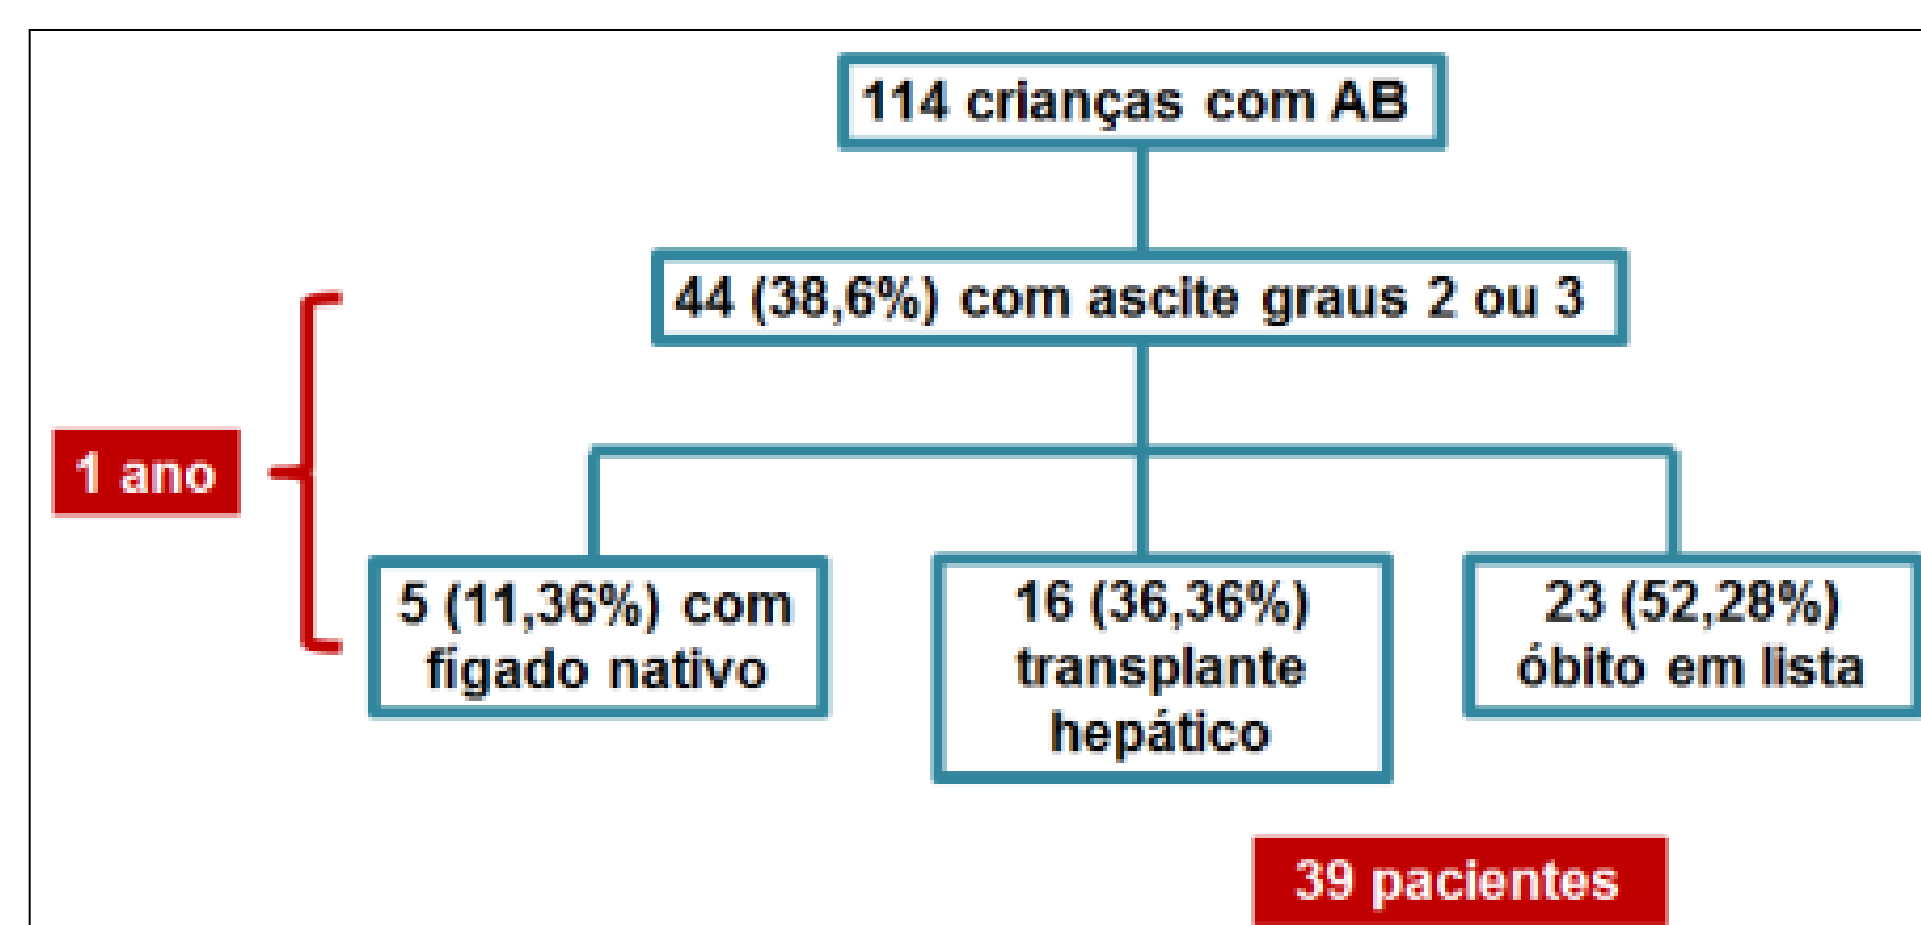 114 crianças com AB
44 (38,6%) com ascite graus 2 ou 3
1 ano
5 (11,36%) com
fígado nativo
16 (36,36%)
transplante
hepático
23 (52,28%)
óbito em lista
39 pacientes